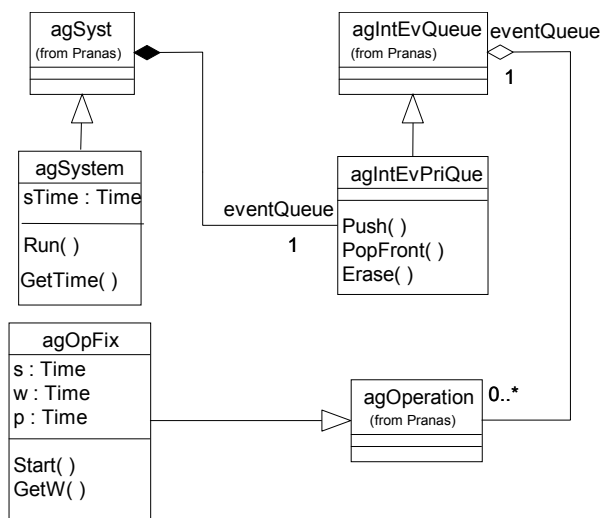 agSyst
(from Pranas)
agIntEvQueue
(from Pranas)
eventQueue
1
agSystem
sTime : Time
Run( )
GetTime( )
eventQueue
1
agIntEvPriQue
Push( )
PopFront( )
Erase( )
agOpFix
s : Time
w : Time
p : Time
Start( )
GetW( )
agOperation
(from Pranas)
0..*